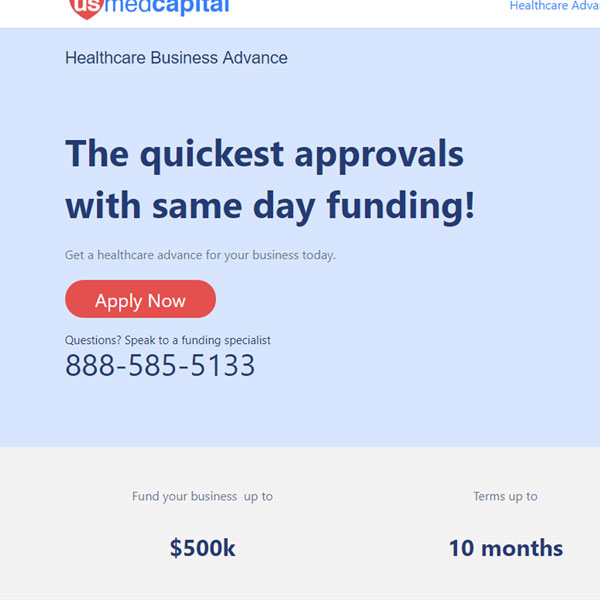 usmedcapital
Healthcare Adva
Healthcare Business Advance
The quickest approvals
with same day funding!
Get a healthcare advance for your business today.
Apply Now
Questions? Speak to a funding specialist
888-585-5133
Fund your business up to
Terms up to
$500k
10 months